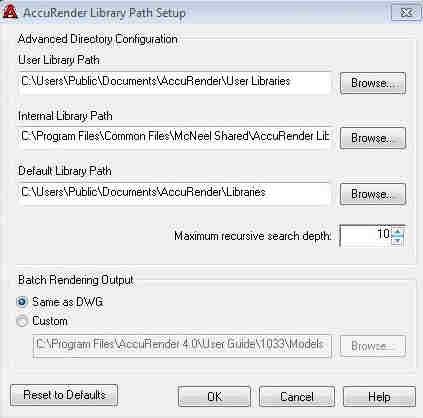 AccuRender Library Path Setup
Advanced Directory Configuration
User Library Path
C:\Users\Public\Documents\AccuRender\User Libraries
Browse...
Internal Library Path
C:\Program Files\Common Files\McNeel Shared\AccuRender Lib
Browse...
Default Library Path
C:\Users\Public\Documents\AccuRender\Libraries
Browse...
Maximum recursive search depth: 10
Batch Rendering Output
Same as DWG
Custom
C:\Program Files\AccuRender 4.0\User Guide\1033\Models
Browse...
Reset to Defaults OK Cancel Help